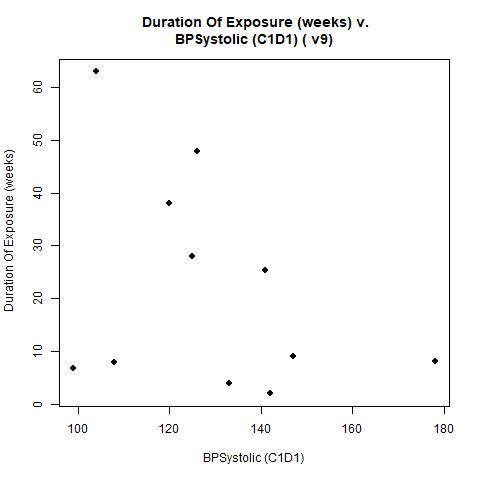 Duration Of Exposure (weeks) v.
BPSystolic (C1D1) ( v9)
Duration Of Exposure (weeks)
60
50
40
30
20
10
0
100 120 140 160 180
BPSystolic (C1D1)